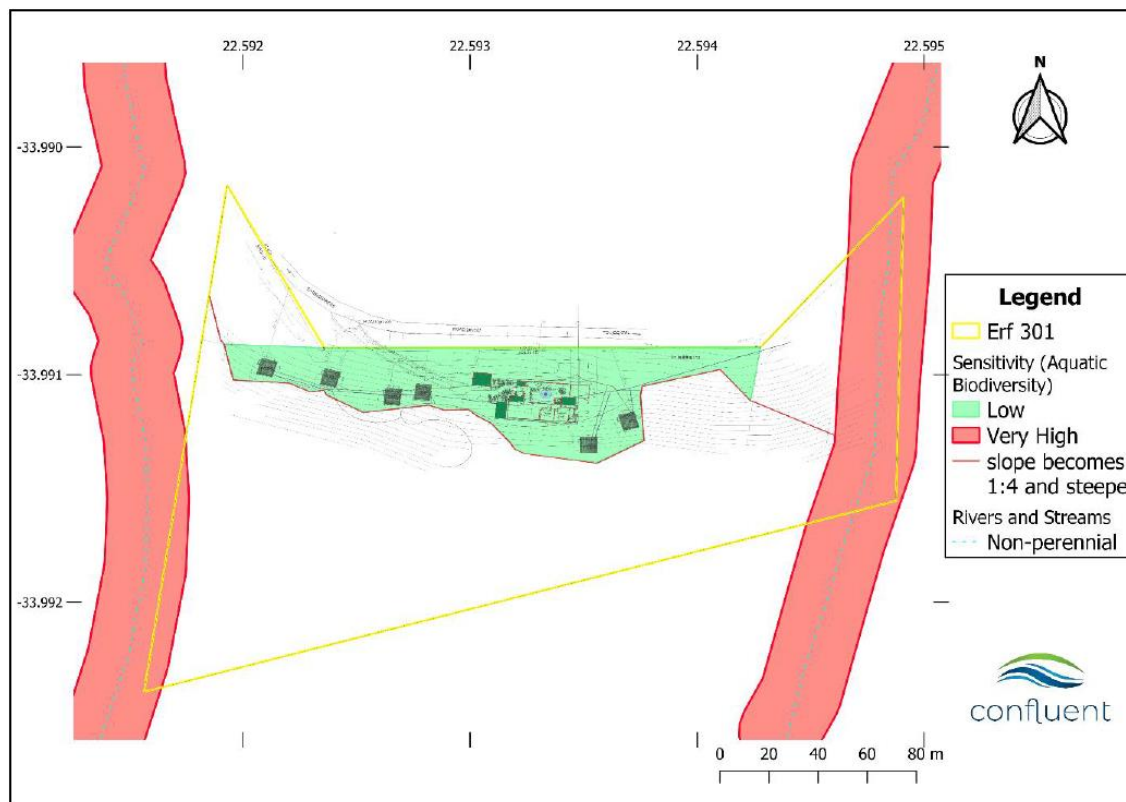 22.592
22.593
22.594
22.595
-33.990
-33.991
-33.992
N
Legend
Erf 301
Sensitivity (Aquatic
Biodiversity)
Low
Very High
slope becomes
1:4 and steepe
Rivers and Streams
Non-perennial
confluent
0 20 40 60 80 m